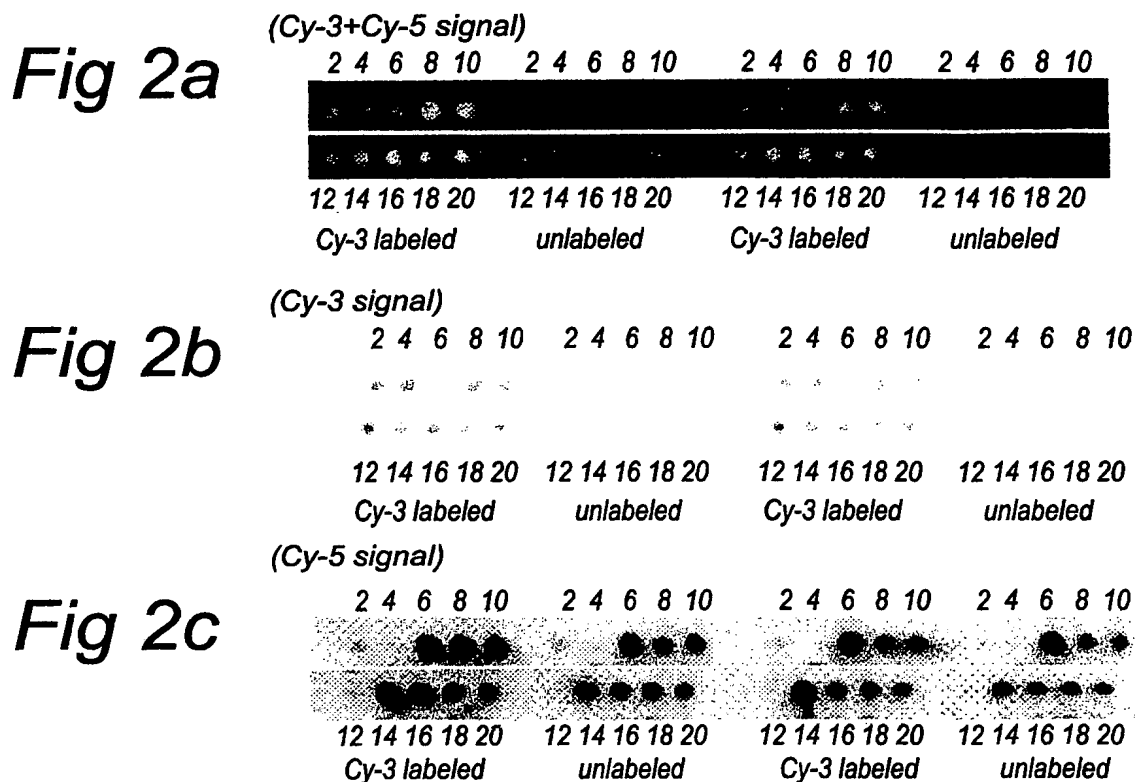 (Cy-3+Cy-5 signal)
Fig 2a
2 4 6 8 10 2 4 6 8 10 2 4 6 8 10 2 4 6 8 10
12 14 16 18 20 12 14 16 18 20 12 14 16 18 20 12 14 16 18 20
Cy-3 labeled unlabeled Cy-3 labeled unlabeled
(Cy-3 signal)
Fig 2b
2 4 6 8 10 2 4 6 8 10 2 4 6 8 10 2 4 6 8 10
12 14 16 18 20 12 14 16 18 20 12 14 16 18 20 12 14 16 18 20
Cy-3 labeled unlabeled Cy-3 labeled unlabeled
(Cy-5 signal)
Fig 2c
2 4 6 8 10 2 4 6 8 10 2 4 6 8 10 2 4 6 8 10
12 14 16 18 20 12 14 16 18 20 12 14 16 18 20 12 14 16 18 20
Cy-3 labeled unlabeled Cy-3 labeled unlabeled